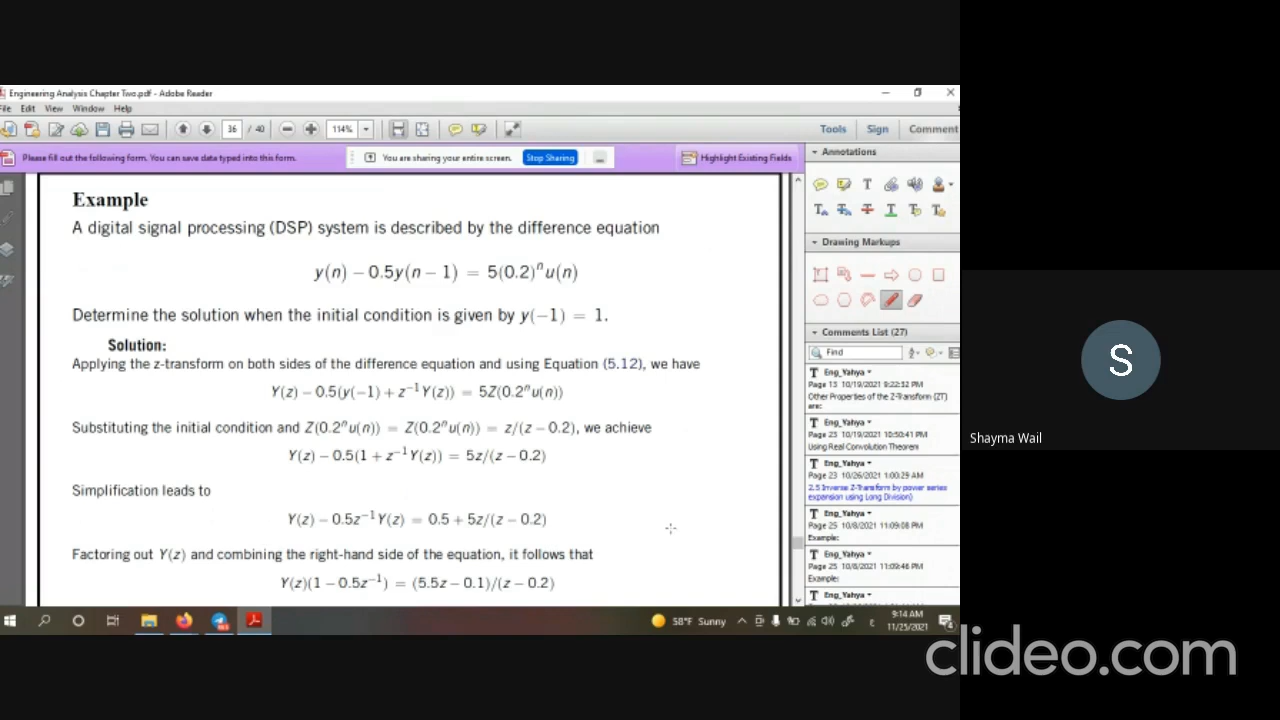 Engineering Analysis Chapter Two.pdf - Adobe Reader
File Edit View Window Help
36 / 40 114% Tools Sign Comment
Please fill out the following form. You can save data typed into this form.
You are sharing your entire screen. Stop Sharing
Highlight Existing Fields
Example
A digital signal processing (DSP) system is described by the difference equation
y(n) − 0.5y(n − 1) = 5(0.2)ⁿu(n)
Determine the solution when the initial condition is given by y(−1) = 1.
Solution:
Applying the z-transform on both sides of the difference equation and using Equation (5.12), we have
Y(z) − 0.5(y(−1) + z⁻¹Y(z)) = 5Z(0.2ⁿu(n))
Substituting the initial condition and Z(0.2ⁿu(n)) = Z(0.2ⁿu(n)) = z/(z − 0.2), we achieve
Y(z) − 0.5(1 + z⁻¹Y(z)) = 5z/(z − 0.2)
Simplification leads to
Y(z) − 0.5z⁻¹Y(z) = 0.5 + 5z/(z − 0.2)
Factoring out Y(z) and combining the right-hand side of the equation, it follows that
Y(z)(1 − 0.5z⁻¹) = (5.5z − 0.1)/(z − 0.2)
Annotations
Drawing Markups
Comments List (27)
Find
Eng_Yahya
Page 13 10/19/2021 9:22:32 PM
Other Properties of the Z-Transform (ZT)
are:
Eng_Yahya
Page 23 10/19/2021 10:50:41 PM
Using Real Convolution Theorem
Eng_Yahya
Page 23 10/26/2021 1:00:29 AM
2.5 Inverse Z-Transform by power series
expansion using Long Division)
Eng_Yahya
Page 25 10/8/2021 11:09:08 PM
Example:
Eng_Yahya
Page 25 10/8/2021 11:09:46 PM
Example:
Eng_Yahya
58°F Sunny
9:14 AM
11/25/2021
S
Shayma Wail
clideo.com